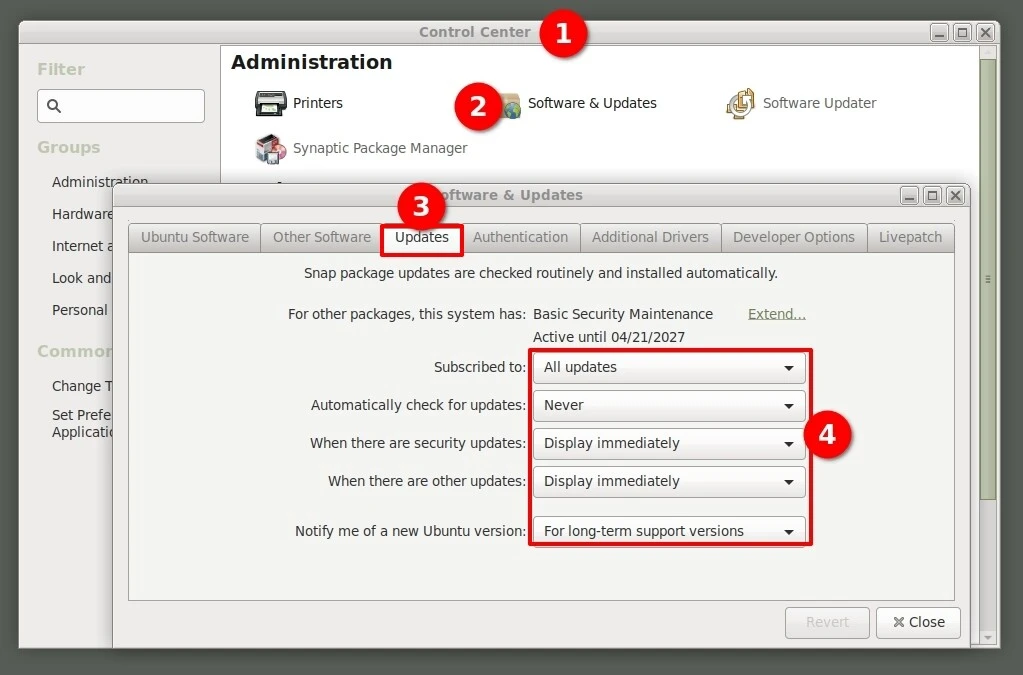 Control Center
1
Filter
Groups
Administration
Hardware
Internet a
Look and
Personal
Common
Change T
Set Prefe
Applicatio
Administration
Printers
2
Software & Updates
Software Updater
Synaptic Package Manager
3
oftware & Updates
Ubuntu Software
Other Software
Updates
Authentication
Additional Drivers
Developer Options
Livepatch
Snap package updates are checked routinely and installed automatically.
For other packages, this system has: Basic Security Maintenance Extend...
Active until 04/21/2027
Subscribed to: All updates
Automatically check for updates: Never
When there are security updates: Display immediately
4
When there are other updates: Display immediately
Notify me of a new Ubuntu version: For long-term support versions
Revert
Close